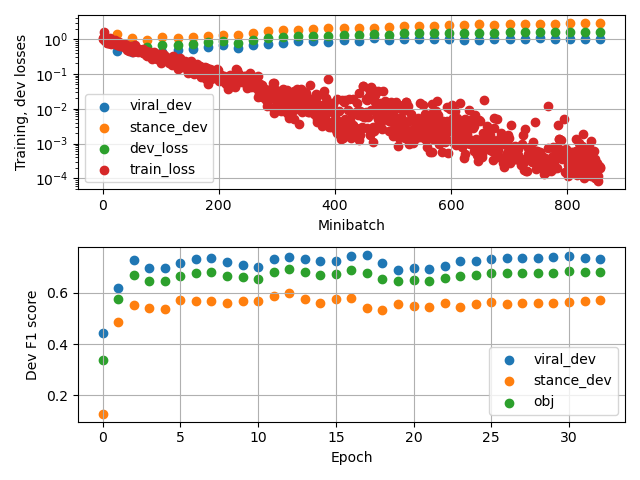 Training, dev losses
10^0
10^-1
10^-2
10^-3
10^-4
viral_dev
stance_dev
dev_loss
train_loss
0 200 400 600 800
Minibatch
Dev F1 score
0.6
0.4
0.2
viral_dev
stance_dev
obj
0 5 10 15 20 25 30
Epoch